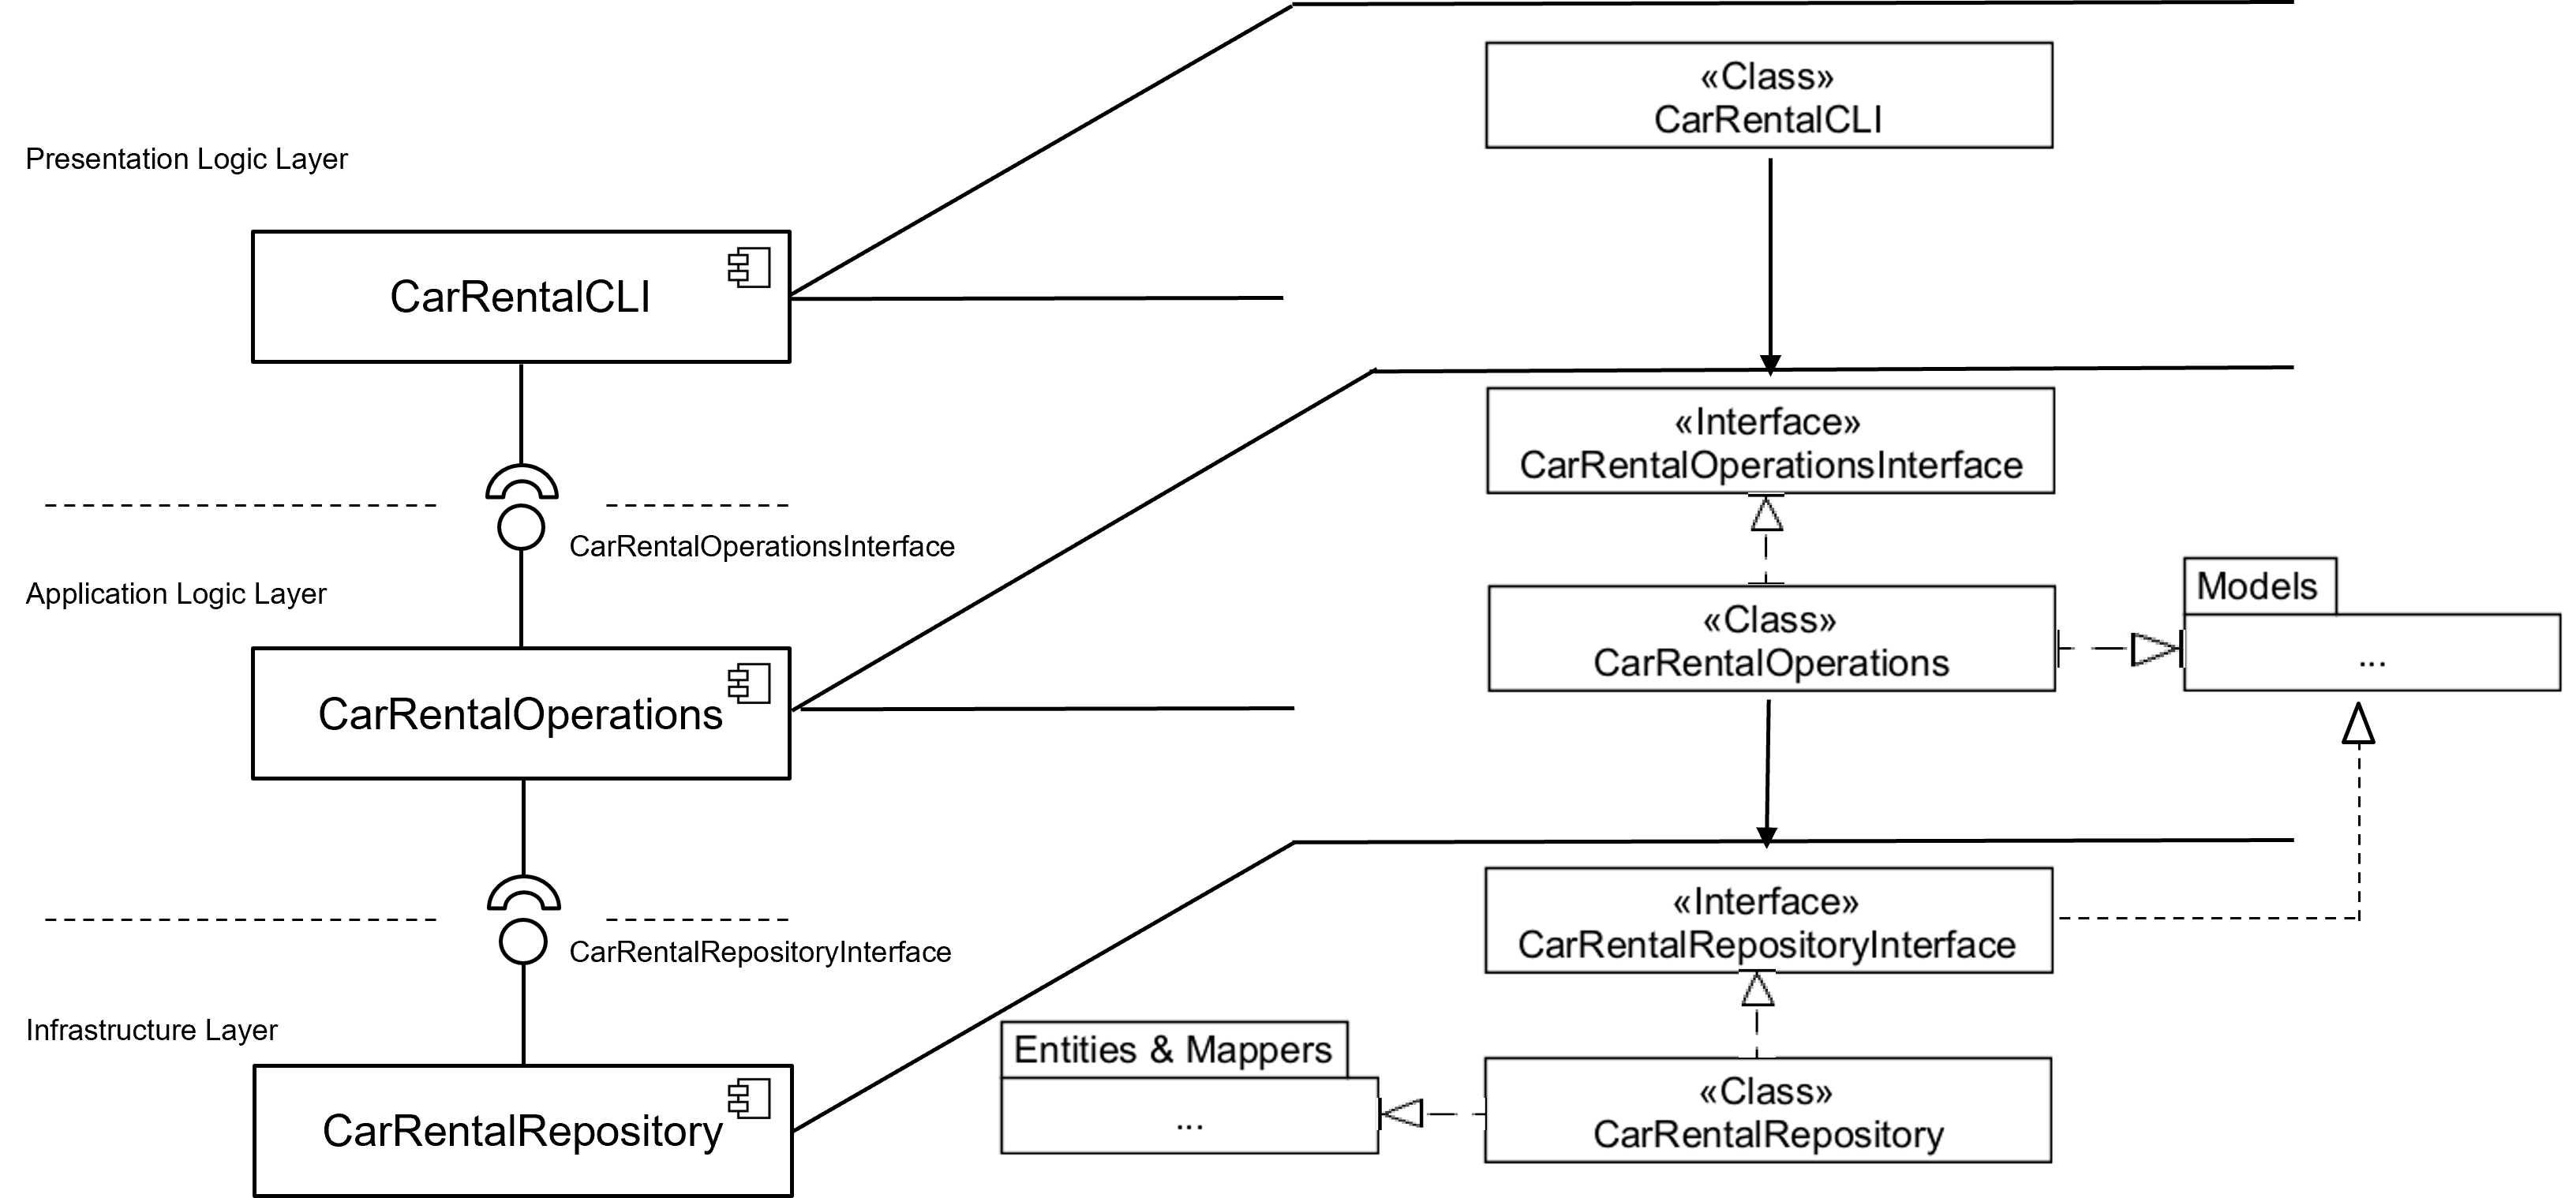 Presentation Logic Layer
CarRentalCLI
CarRentalOperationsInterface
Application Logic Layer
CarRentalOperations
CarRentalRepositoryInterface
Infrastructure Layer
CarRentalRepository
«Class»
CarRentalCLI
«Interface»
CarRentalOperationsInterface
«Class»
CarRentalOperations
Models
...
«Interface»
CarRentalRepositoryInterface
Entities & Mappers
...
«Class»
CarRentalRepository